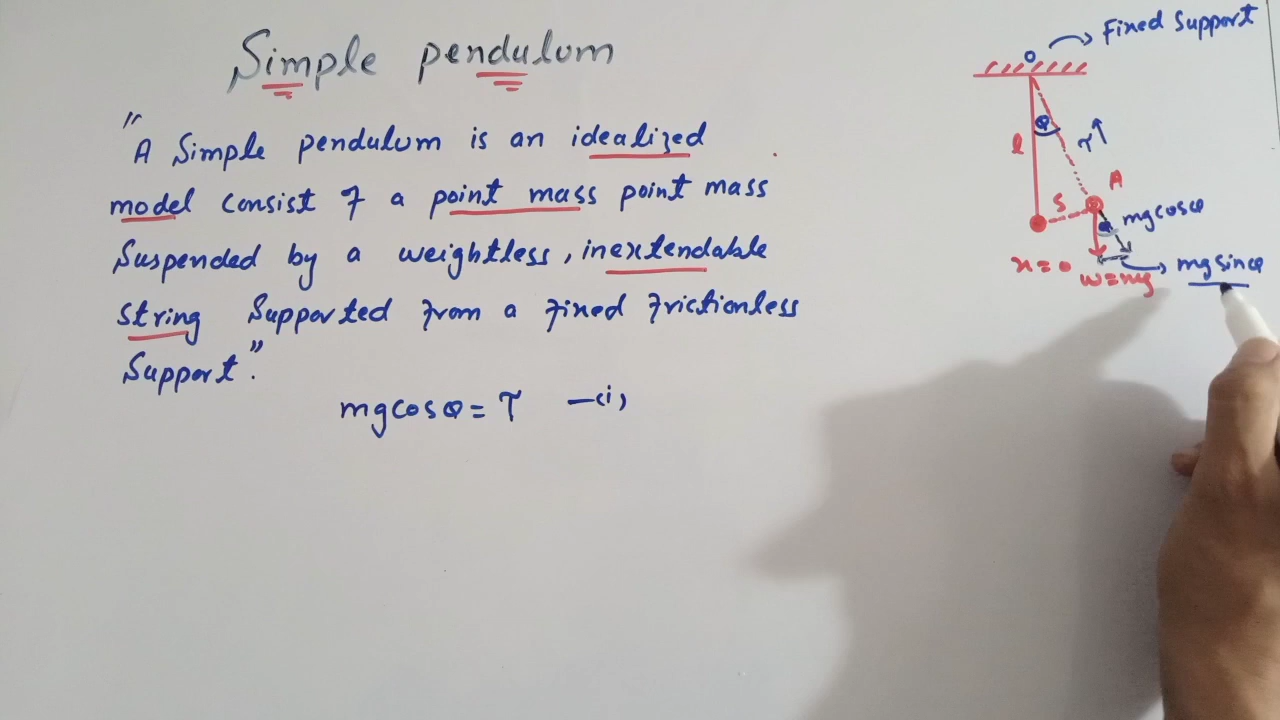 Simple pendulum
"A Simple pendulum is an idealized
model consist of a point mass point mass
Suspended by a weightless, inextendable
String Supported from a fixed frictionless
Support".
mgcosθ = T —(i)
O Fixed Support
θ
l
T
A
S
mgcosθ
x = 0
mgsinθ
w=mg